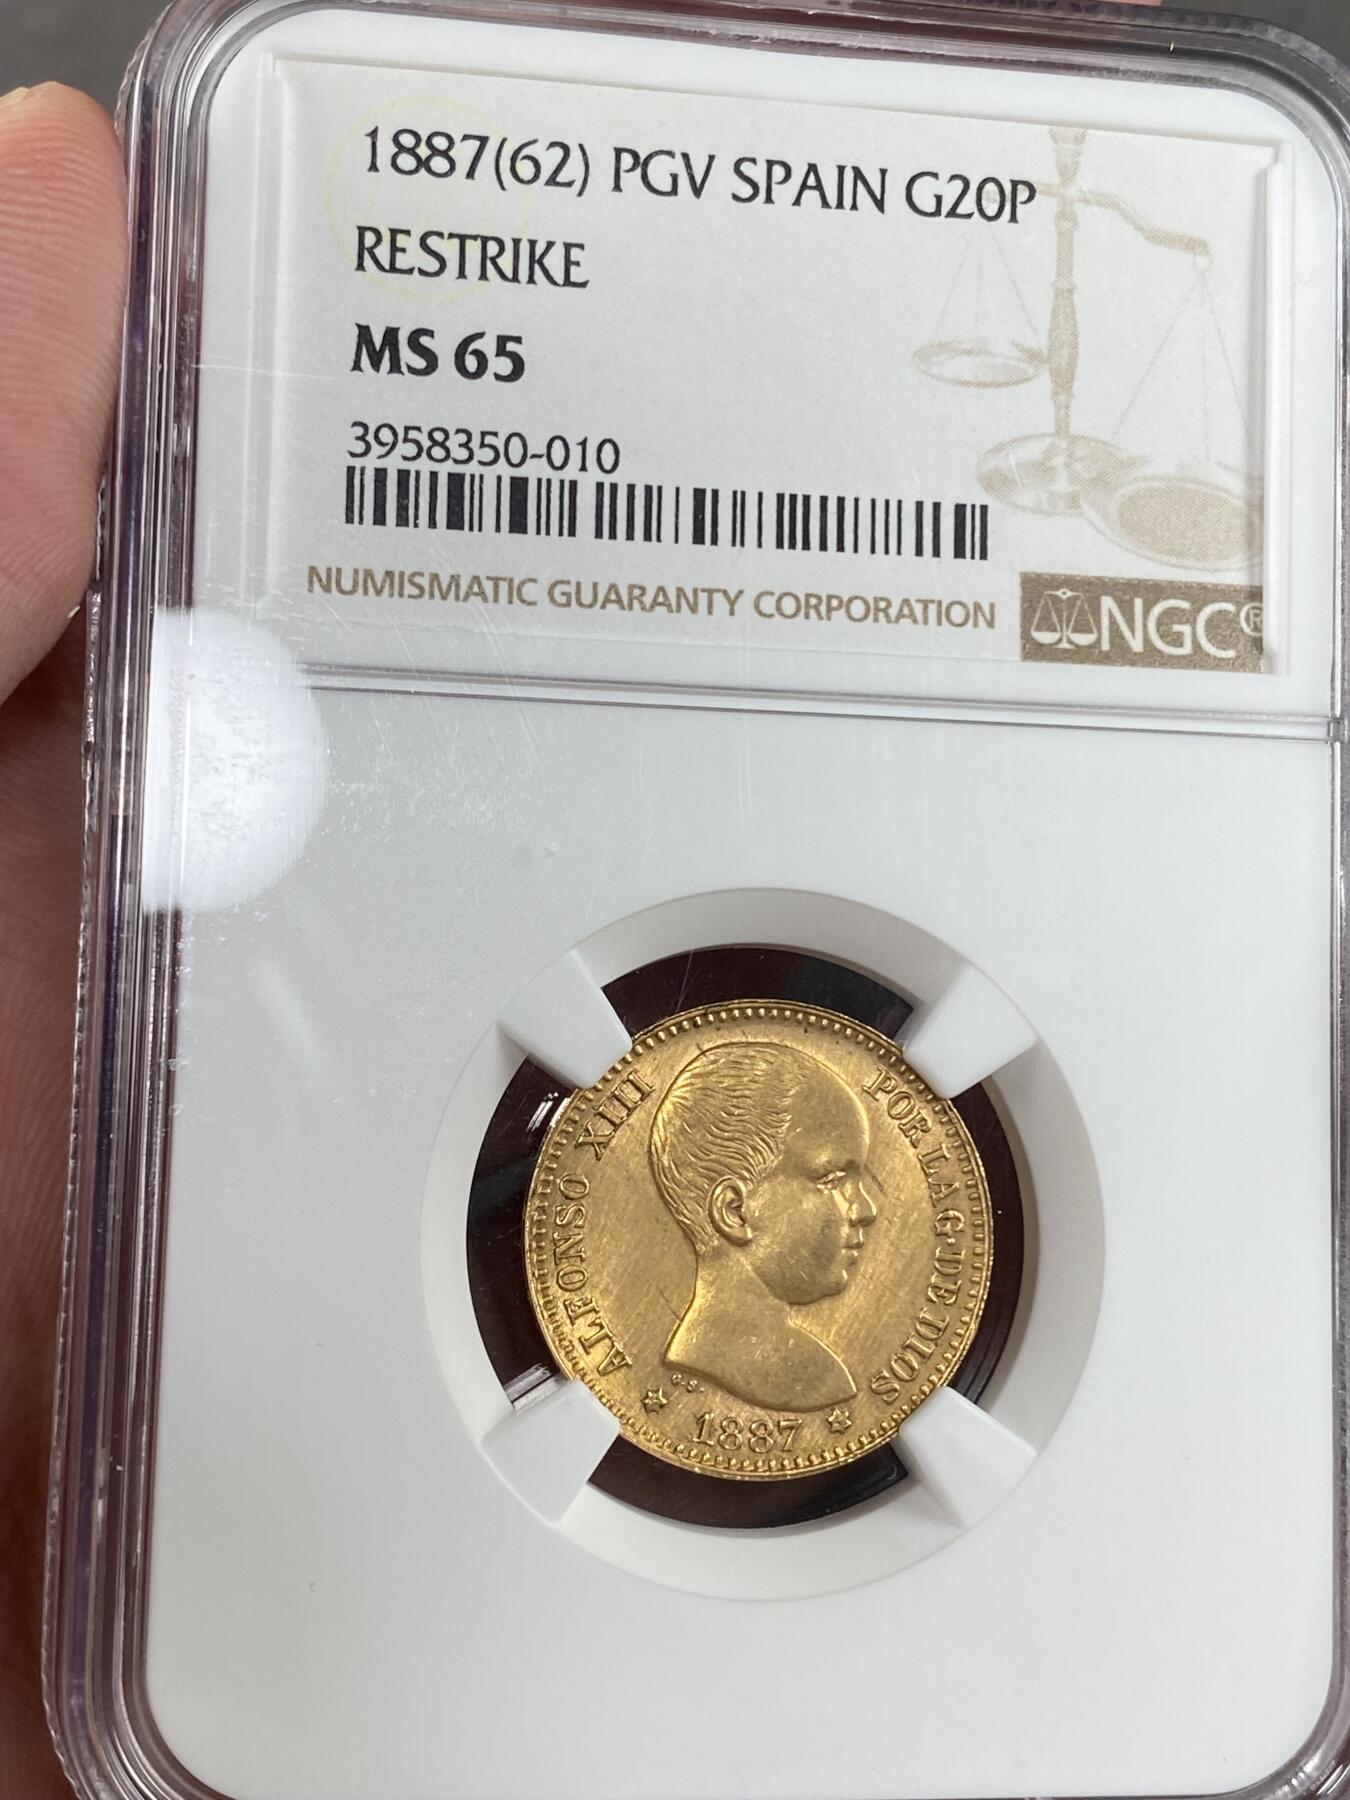 1887(62) PGV SPAIN G20P
RESTRIKE
MS 65
3958350-010
NUMISMATIC GUARANTY CORPORATION
NGC®
ALFONSO XIII POR LA G·DE DIOS
G·S·
1887